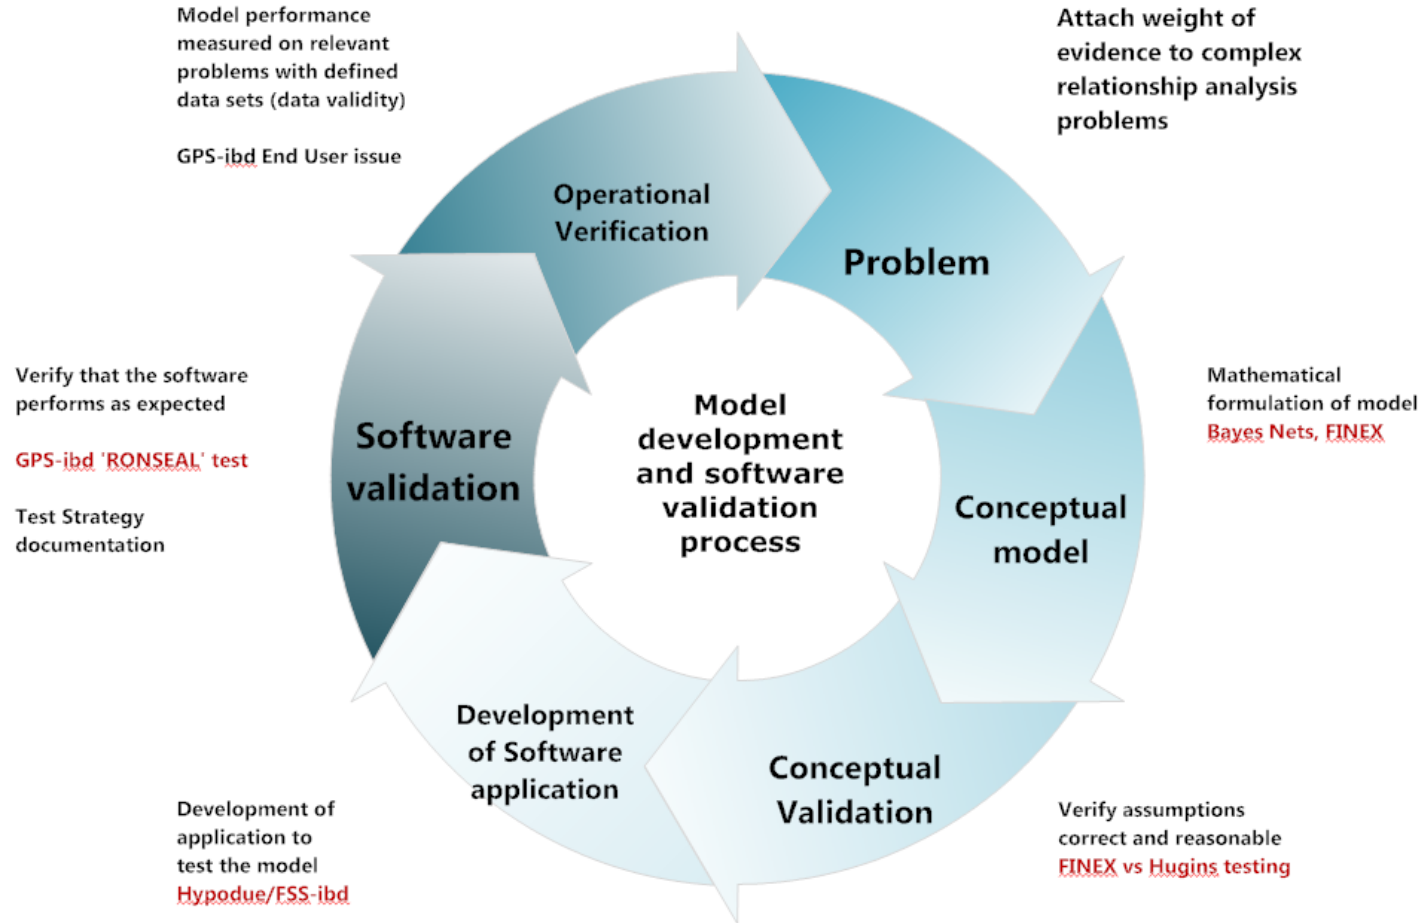 Model performance
measured on relevant
problems with defined
data sets (data validity)
GPS-ibd End User issue
Attach weight of
evidence to complex
relationship analysis
problems
Operational
Verification
Problem
Verify that the software
performs as expected
GPS-ibd 'RONSEAL' test
Test Strategy
documentation
Software
validation
Model
development
and software
validation
process
Mathematical
formulation of model
Bayes Nets, FINEX
Conceptual
model
Development
of Software
application
Conceptual
Validation
Development of
application to
test the model
Hypodue/FSS-ibd
Verify assumptions
correct and reasonable
FINEX vs Hugins testing